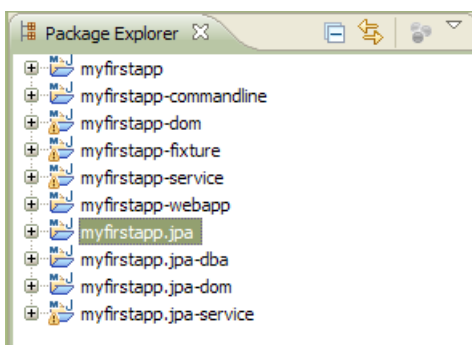 Package Explorer
myfirstapp
myfirstapp-commandline
myfirstapp-dom
myfirstapp-fixture
myfirstapp-service
myfirstapp-webapp
myfirstapp.jpa
myfirstapp.jpa-dba
myfirstapp.jpa-dom
myfirstapp.jpa-service